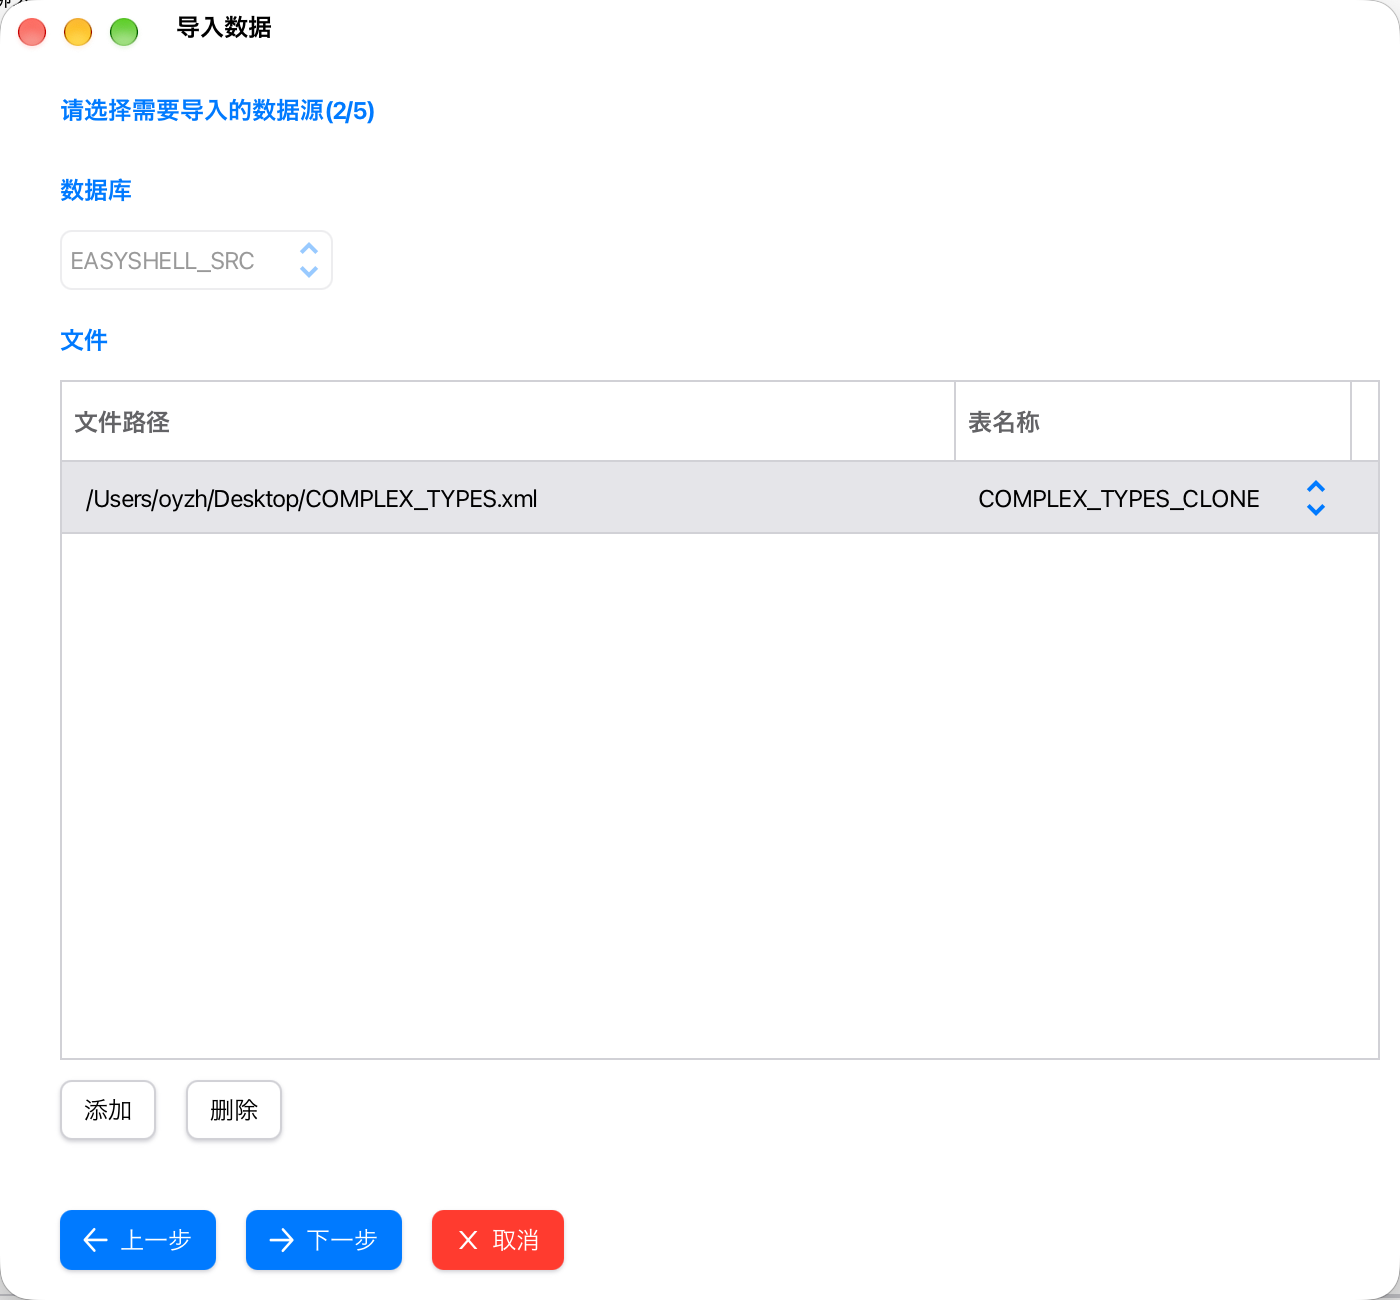 导入数据
请选择需要导入的数据源(2/5)
数据库
EASYSHELL_SRC
文件
文件路径 表名称
/Users/oyzh/Desktop/COMPLEX_TYPES.xml COMPLEX_TYPES_CLONE
添加 删除
上一步 下一步 取消